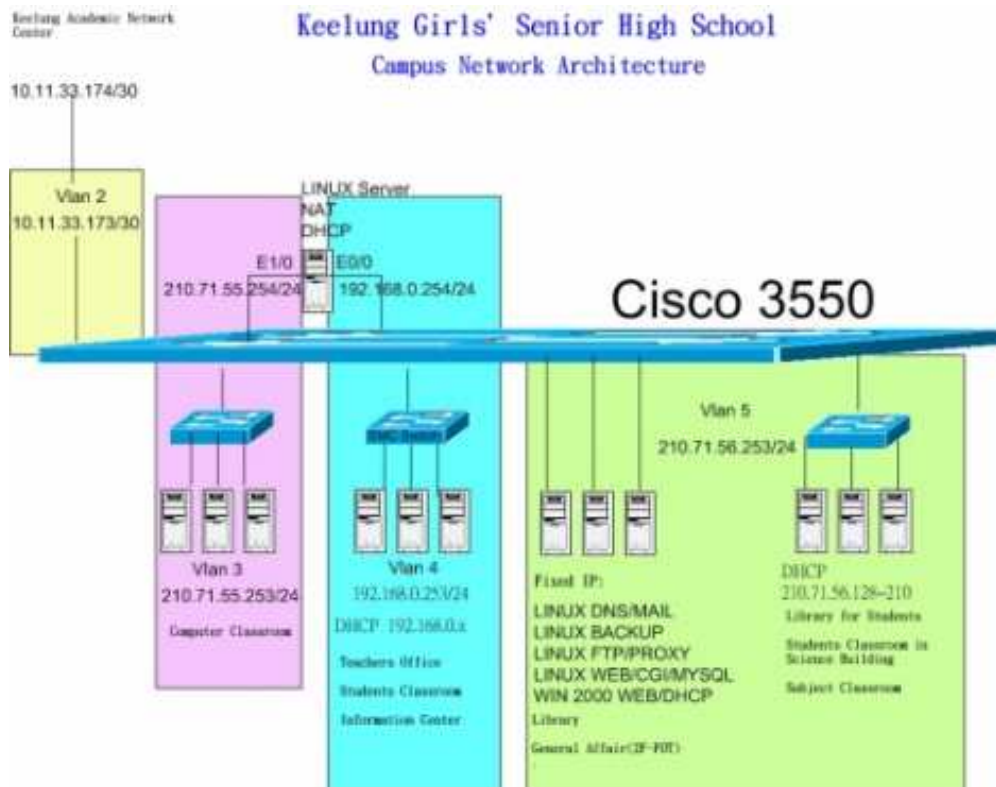 Keelung Academic Network
Center
Keelung Girls' Senior High School
Campus Network Architecture
10.11.33.174/30
Vlan 2
10.11.33.173/30
LINUX Server
NAT
DHCP
E1/0
E0/0
210.71.55.254/24
192.168.0.254/24
Cisco 3550
SMC Switch
Vlan 3
210.71.55.253/24
Computer Classroom
Vlan 4
192.168.0.253/24
DHCP 192.168.0.x
Teachers Office
Students Classroom
Information Center
Vlan 5
210.71.56.253/24
Fixed IP:
LINUX DNS/MAIL
LINUX BACKUP
LINUX FTP/PROXY
LINUX WEB/CGI/MYSQL
WIN 2000 WEB/DHCP
Library
General Affair
DHCP
210.71.56.128~210
Library for Students
Students Classroom in
Science Building
Subject Classroom